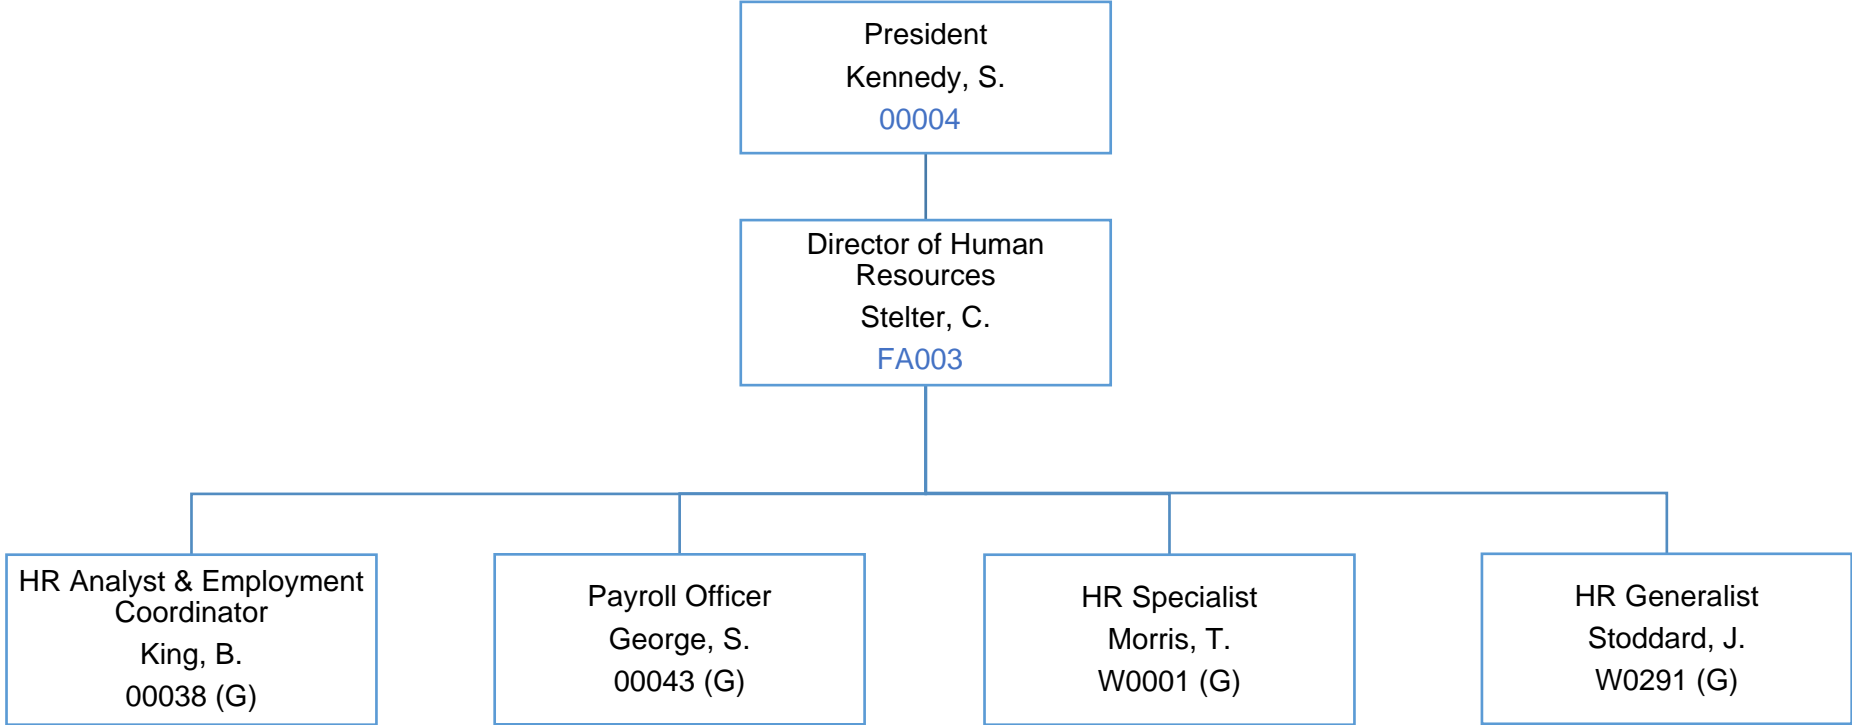 President
Kennedy, S.
00004
Director of Human
Resources
Stelter, C.
FA003
HR Analyst & Employment
Coordinator
King, B.
00038 (G)
Payroll Officer
George, S.
00043 (G)
HR Specialist
Morris, T.
W0001 (G)
HR Generalist
Stoddard, J.
W0291 (G)